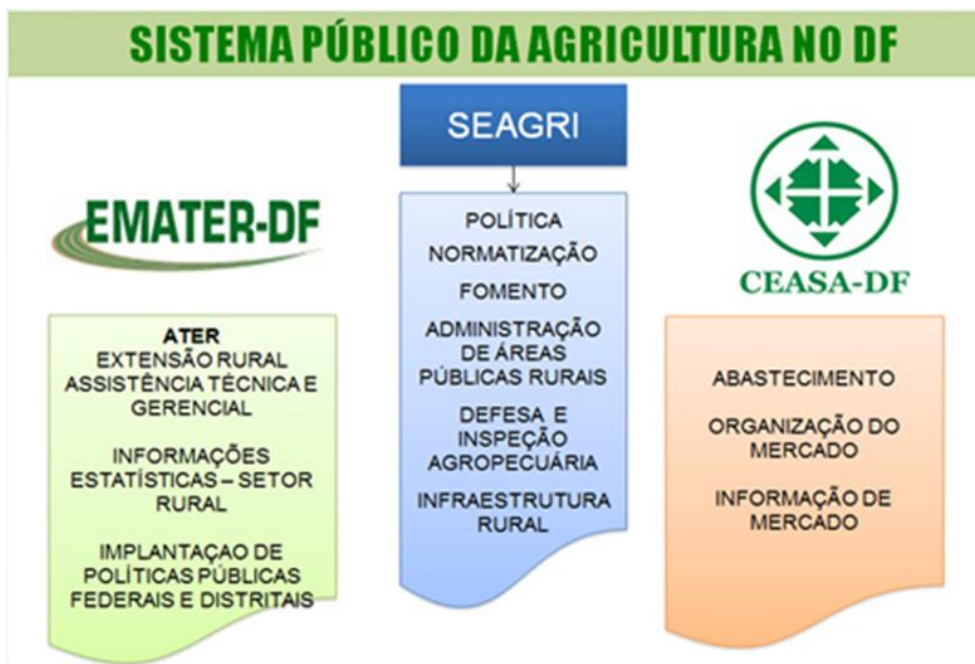 SISTEMA PÚBLICO DA AGRICULTURA NO DF
EMATER-DF
ATER
EXTENSÃO RURAL
ASSISTÊNCIA TÉCNICA E
GERENCIAL
INFORMAÇÕES
ESTATÍSTICAS – SETOR
RURAL
IMPLANTAÇAO DE
POLÍTICAS PÚBLICAS
FEDERAIS E DISTRITAIS
SEAGRI
POLÍTICA
NORMATIZAÇÃO
FOMENTO
ADMINISTRAÇÃO
DE ÁREAS
PÚBLICAS RURAIS
DEFESA E
INSPEÇÃO
AGROPECUÁRIA
INFRAESTRUTURA
RURAL
CEASA-DF
ABASTECIMENTO
ORGANIZAÇÃO DO
MERCADO
INFORMAÇÃO DE
MERCADO